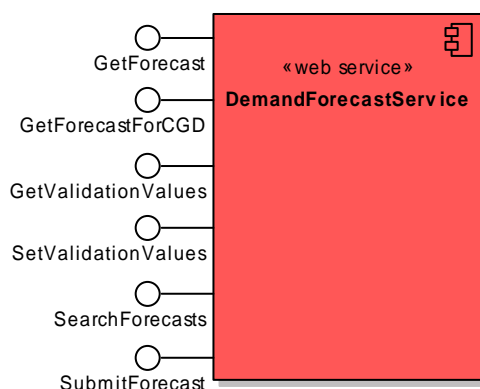 GetForecast
«web service»
DemandForecastService
GetForecastForCGD
GetValidationValues
SetValidationValues
SearchForecasts
SubmitForecast